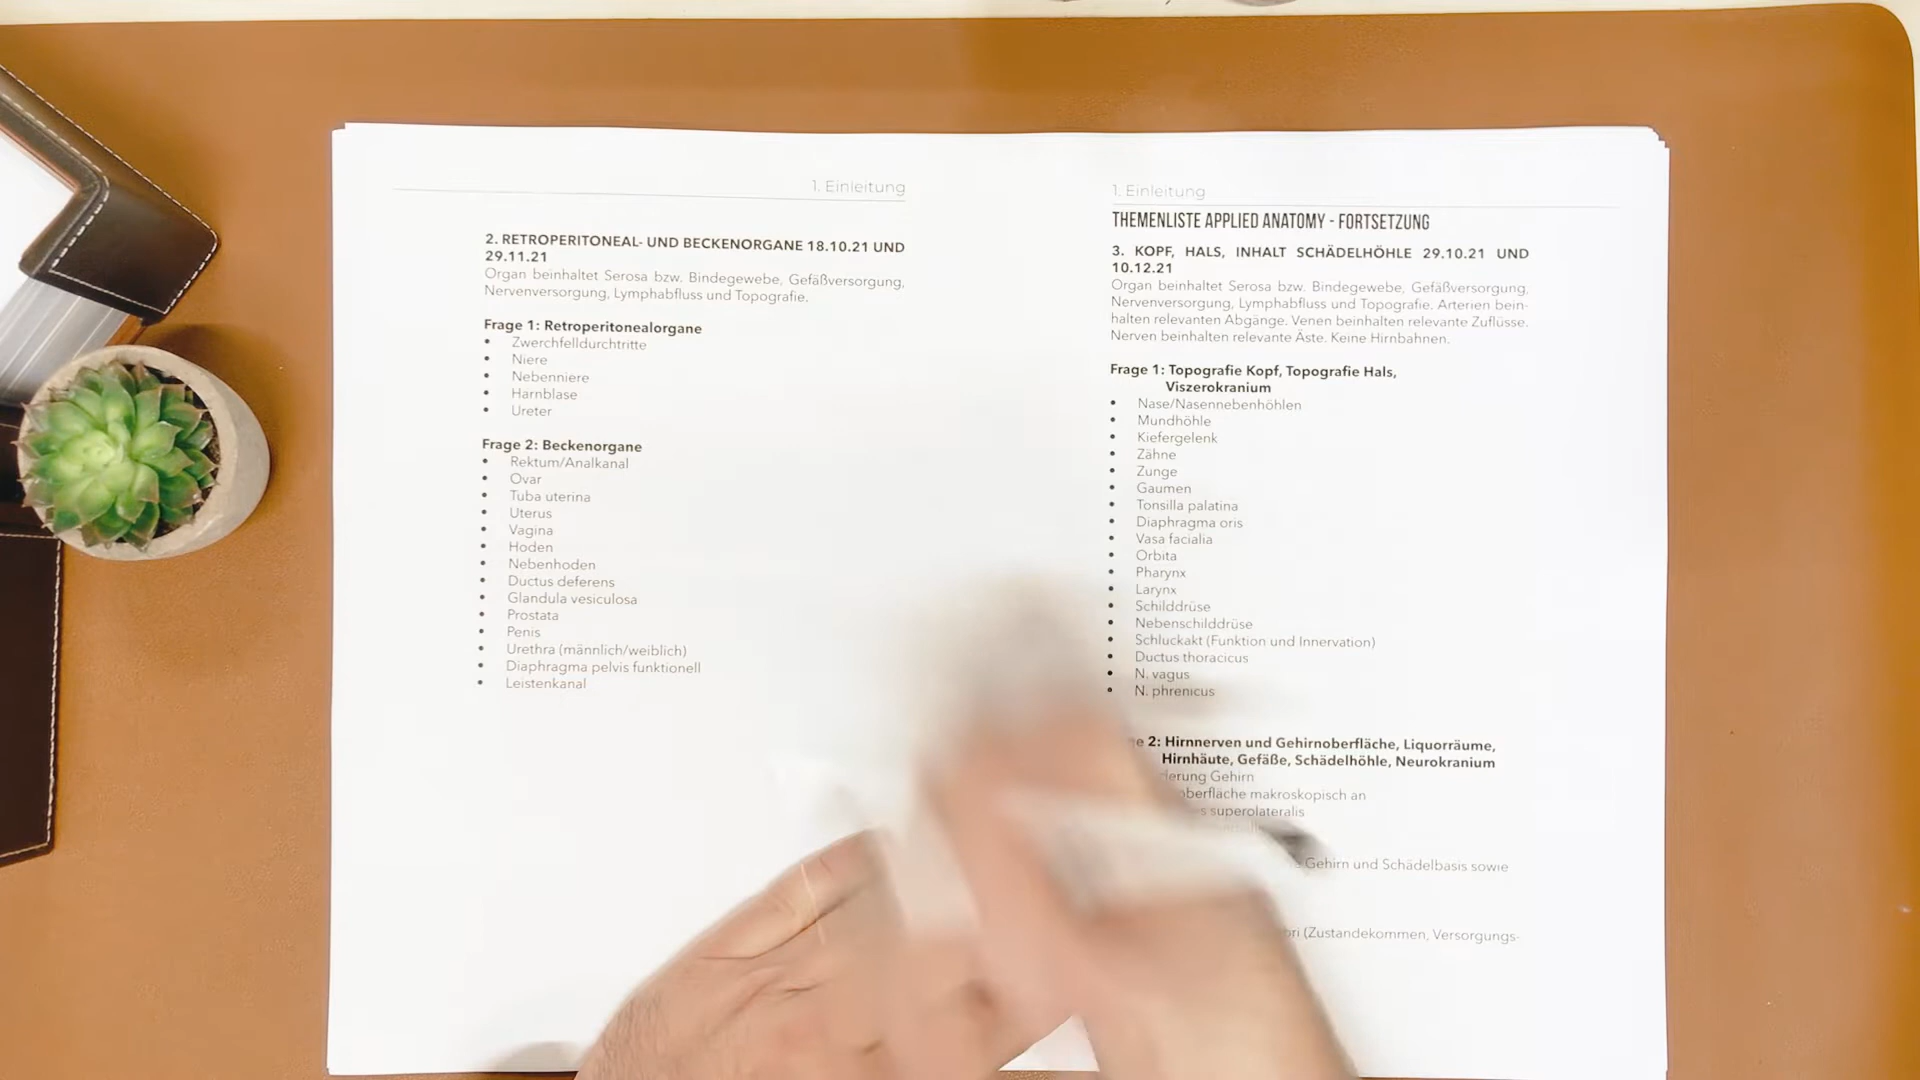 1. Einleitung
2. RETROPERITONEAL- UND BECKENORGANE 18.10.21 UND
29.11.21
Organ beinhaltet Serosa bzw. Bindegewebe, Gefäßversorgung,
Nervenversorgung, Lymphabfluss und Topografie.
Frage 1: Retroperitonealorgane
• Zwerchfelldurchtritte
• Niere
• Nebenniere
• Harnblase
• Ureter
Frage 2: Beckenorgane
• Rektum/Analkanal
• Ovar
• Tuba uterina
• Uterus
• Vagina
• Hoden
• Nebenhoden
• Ductus deferens
• Glandula vesiculosa
• Prostata
• Penis
• Urethra (männlich/weiblich)
• Diaphragma pelvis funktionell
• Leistenkanal
1. Einleitung
THEMENLISTE APPLIED ANATOMY - FORTSETZUNG
3. KOPF, HALS, INHALT SCHÄDELHÖHLE 29.10.21 UND
10.12.21
Organ beinhaltet Serosa bzw. Bindegewebe, Gefäßversorgung,
Nervenversorgung, Lymphabfluss und Topografie. Arterien bein-
halten relevanten Abgänge. Venen beinhalten relevante Zuflüsse.
Nerven beinhalten relevante Äste. Keine Hirnbahnen.
Frage 1: Topografie Kopf, Topografie Hals,
Viszerokranium
• Nase/Nasennebenhöhlen
• Mundhöhle
• Kiefergelenk
• Zähne
• Zunge
• Gaumen
• Tonsilla palatina
• Diaphragma oris
• Vasa facialia
• Orbita
• Pharynx
• Larynx
• Schilddrüse
• Nebenschilddrüse
• Schluckakt (Funktion und Innervation)
• Ductus thoracicus
• N. vagus
• N. phrenicus
2: Hirnnerven und Gehirnoberfläche, Liquorräume,
Hirnhäute, Gefäße, Schädelhöhle, Neurokranium
Gehirn
oberfläche makroskopisch an
superolateralis
Gehirn und Schädelbasis sowie
(Zustandekommen, Versorgungs-